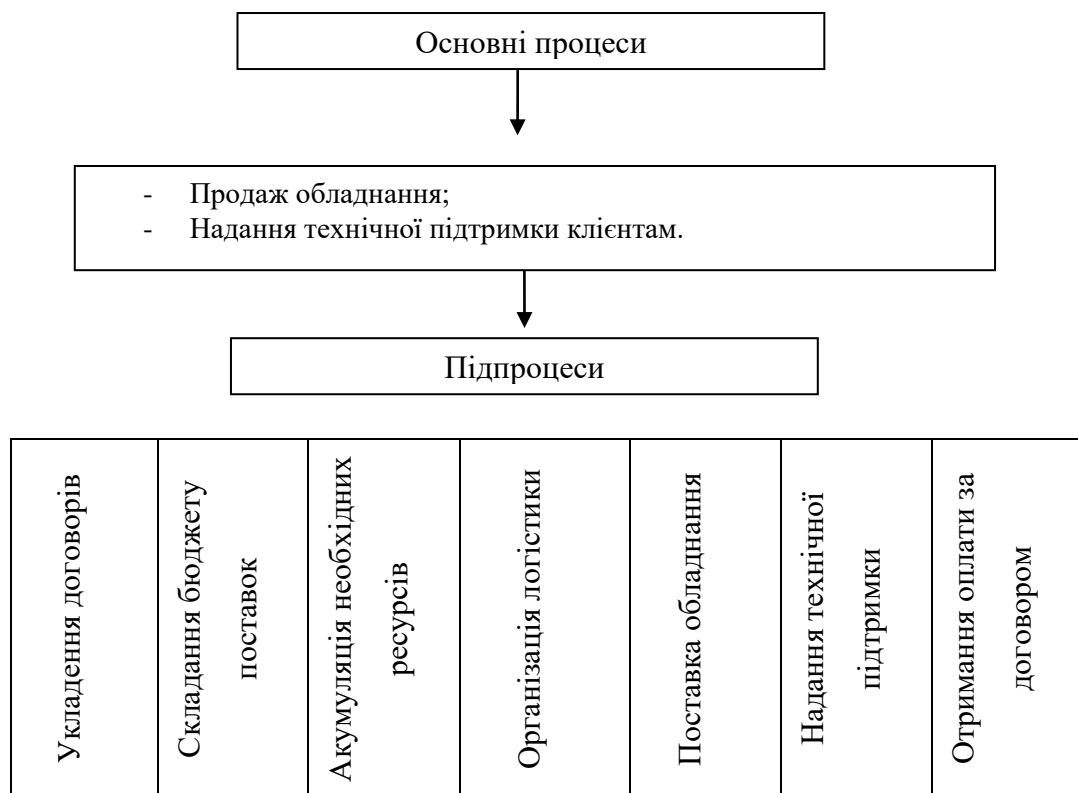 Основні процеси
- Продаж обладнання;
- Надання технічної підтримки клієнтам.
Підпроцеси
Укладення договорів
Складання бюджету
поставок
Акумуляція необхідних
ресурсів
Організація логістики
Поставка обладнання
Надання технічної
підтримки
Отримання оплати за
договором